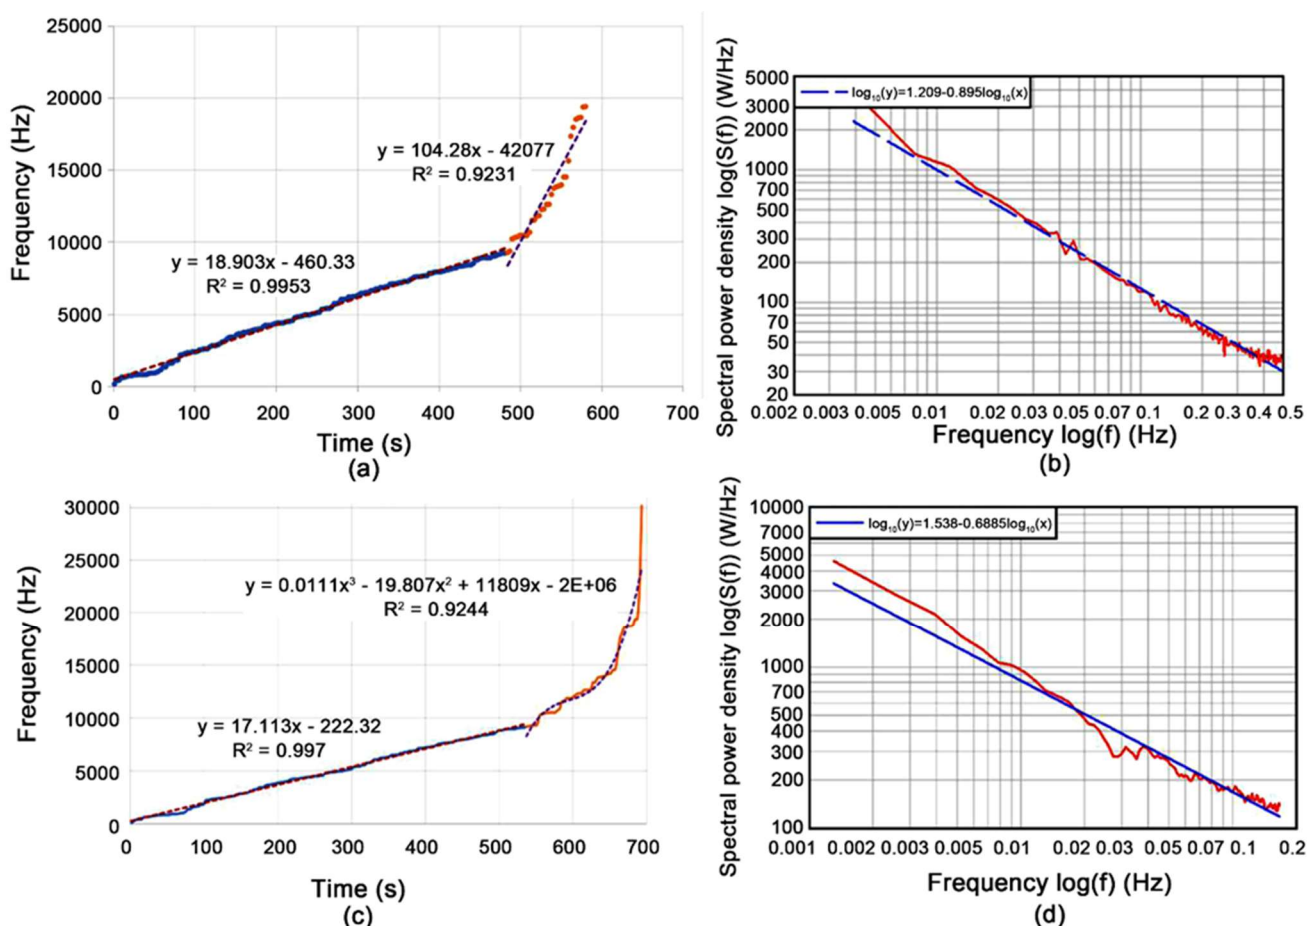 Frequency (Hz)
25000
20000
15000
10000
5000
0
y = 104.28x - 42077
R² = 0.9231
y = 18.903x - 460.33
R² = 0.9953
0 100 200 300 400 500 600 700
Time (s)
(a)
Spectral power density log(S(f)) (W/Hz)
5000
3000
2000
1000
700
500
300
200
100
70
50
30
20
log₁₀(y)=1.209-0.895log₁₀(x)
0.002 0.003 0.005 0.01 0.02 0.03 0.05 0.07 0.1 0.2 0.3 0.4 0.5
Frequency log(f) (Hz)
(b)
Frequency (Hz)
30000
25000
20000
15000
10000
5000
0
y = 0.0111x³ - 19.807x² + 11809x - 2E+06
R² = 0.9244
y = 17.113x - 222.32
R² = 0.997
0 100 200 300 400 500 600 700
Time (s)
(c)
Spectral power density log(S(f)) (W/Hz)
10000
5000
4000
3000
2000
1000
700
500
400
300
200
100
log₁₀(y)=1.538-0.6885log₁₀(x)
0.001 0.002 0.003 0.005 0.01 0.02 0.03 0.05 0.07 0.1 0.2
Frequency log(f) (Hz)
(d)